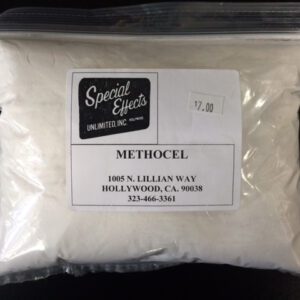 Special
Effects
UNLIMITED, INC.
HOLLYWOOD
17.00
METHOCEL
1005 N. LILLIAN WAY
HOLLYWOOD, CA. 90038
323-466-3361